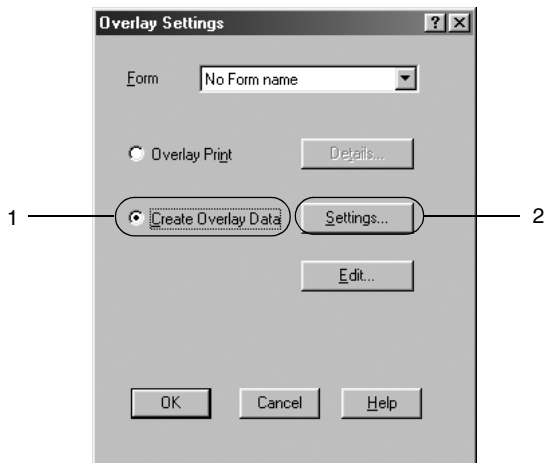 Overlay Settings
Form No Form name
Overlay Print Details...
1 Create Overlay Data Settings... 2
Edit...
OK Cancel Help